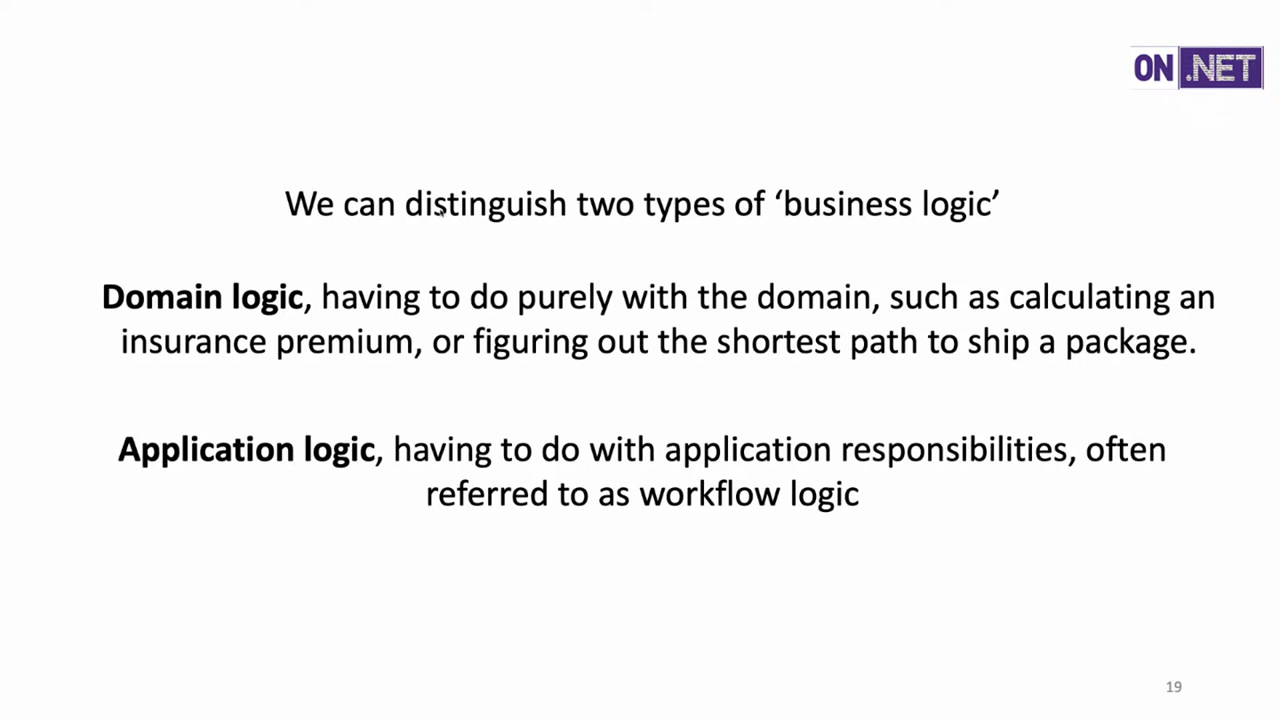 ON .NET
We can distinguish two types of ‘business logic’
Domain logic, having to do purely with the domain, such as calculating an
insurance premium, or figuring out the shortest path to ship a package.
Application logic, having to do with application responsibilities, often
referred to as workflow logic
19